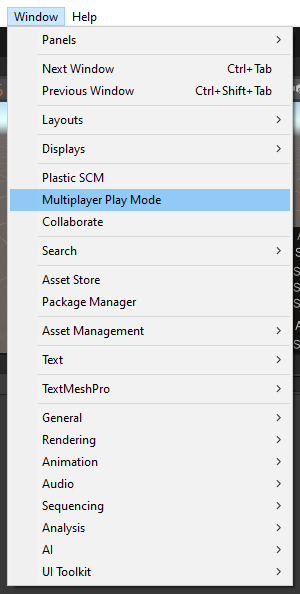 Window Help
Panels
Next Window Ctrl+Tab
Previous Window Ctrl+Shift+Tab
Layouts
Displays
Plastic SCM
Multiplayer Play Mode
Collaborate
Search
Asset Store
Package Manager
Asset Management
Text
TextMeshPro
General
Rendering
Animation
Audio
Sequencing
Analysis
AI
UI Toolkit